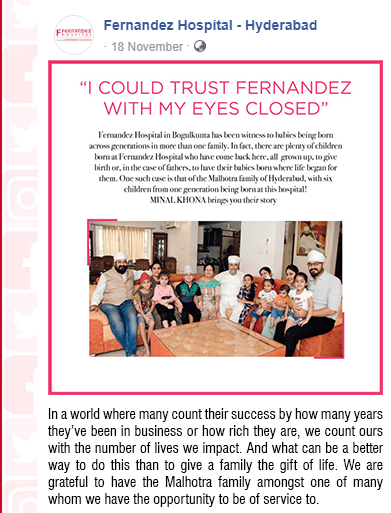 FERNANDEZ
HOSPITAL
Fernandez Hospital - Hyderabad
· 18 November ·
“I COULD TRUST FERNANDEZ
WITH MY EYES CLOSED”
Fernandez Hospital in Bogulkunta has been witness to babies being born
across generations in more than one family. In fact, there are plenty of children
born at Fernandez Hospital who have come back here, all grown up, to give
birth or, in the case of fathers, to have their babies born where life began for
them. One such case is that of the Malhotra family of Hyderabad, with six
children from one generation being born at this hospital!
MINAL KHONA brings you their story
In a world where many count their success by how many years
they’ve been in business or how rich they are, we count ours
with the number of lives we impact. And what can be a better
way to do this than to give a family the gift of life. We are
grateful to have the Malhotra family amongst one of many
whom we have the opportunity to be of service to.